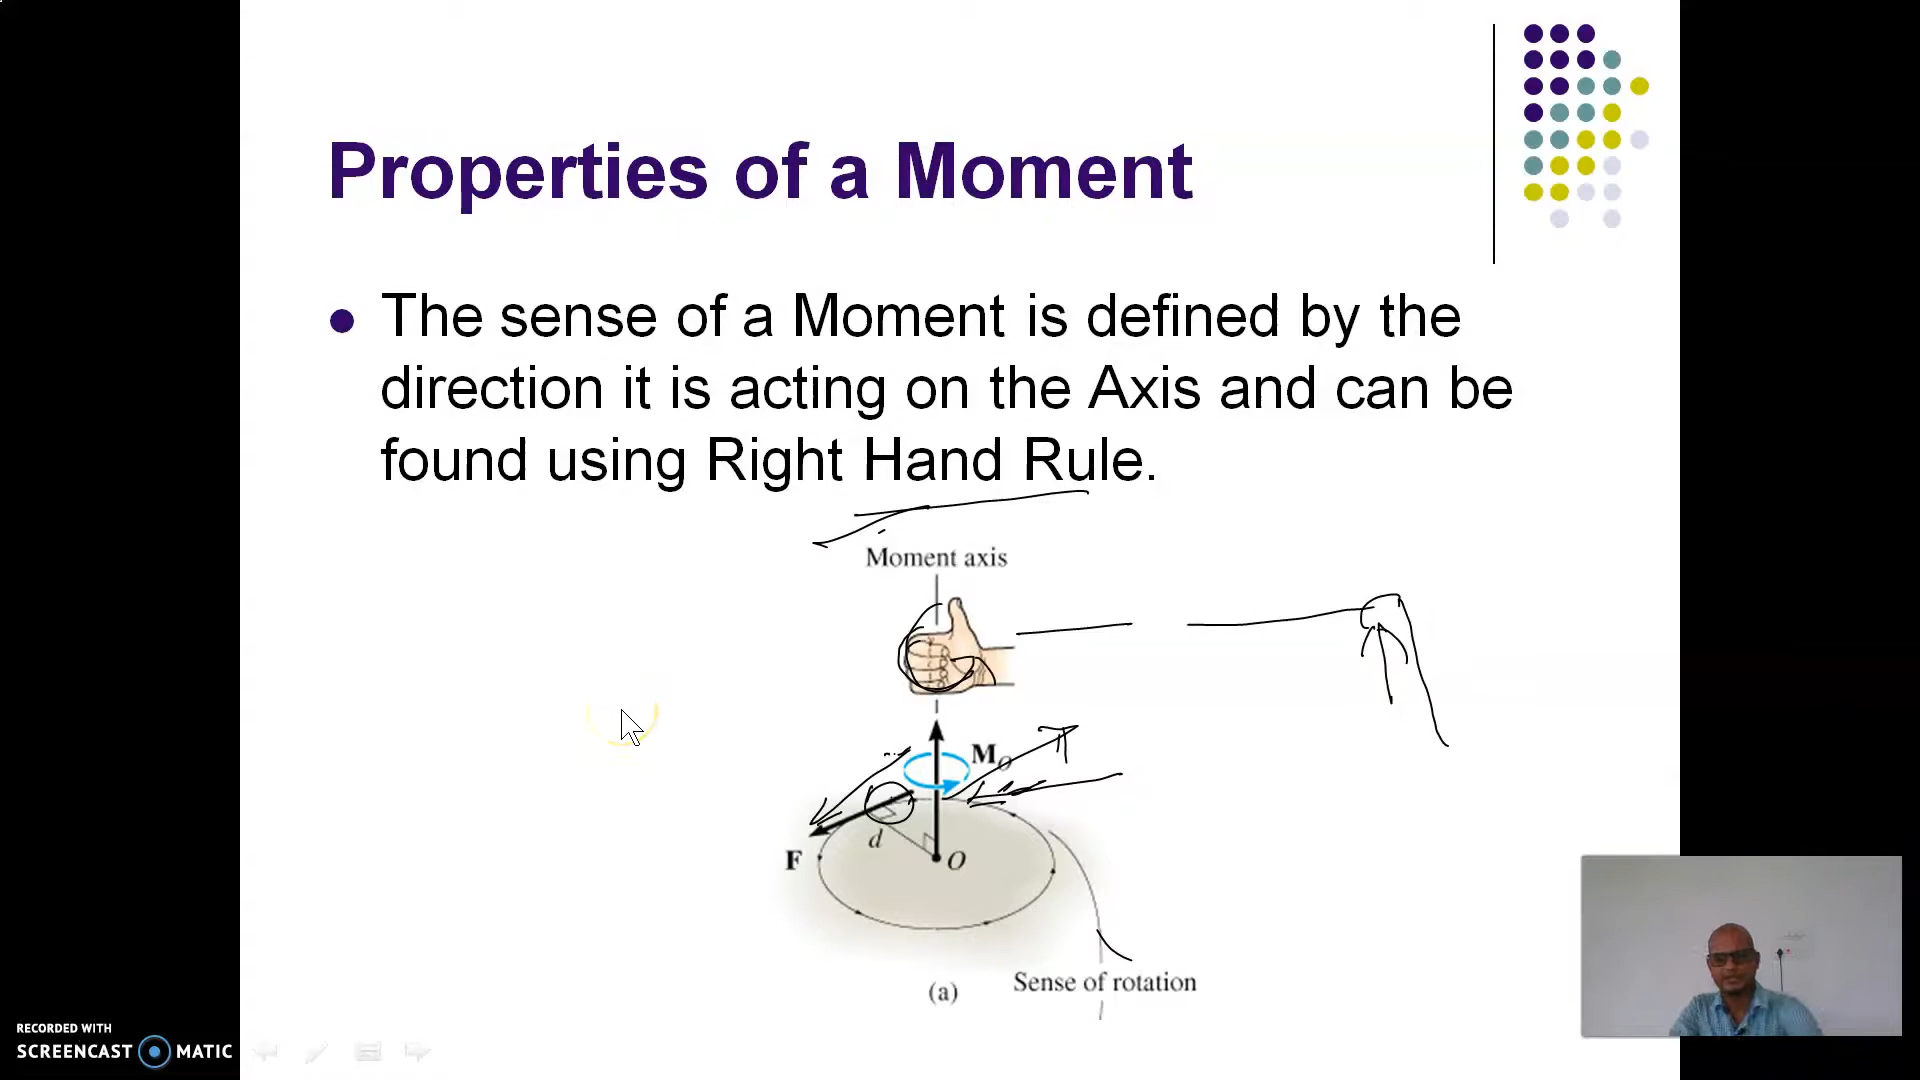 Properties of a Moment
The sense of a Moment is defined by the
direction it is acting on the Axis and can be
found using Right Hand Rule.
Moment axis
M_O
d
F
O
Sense of rotation
(a)
RECORDED WITH
SCREENCAST MATIC